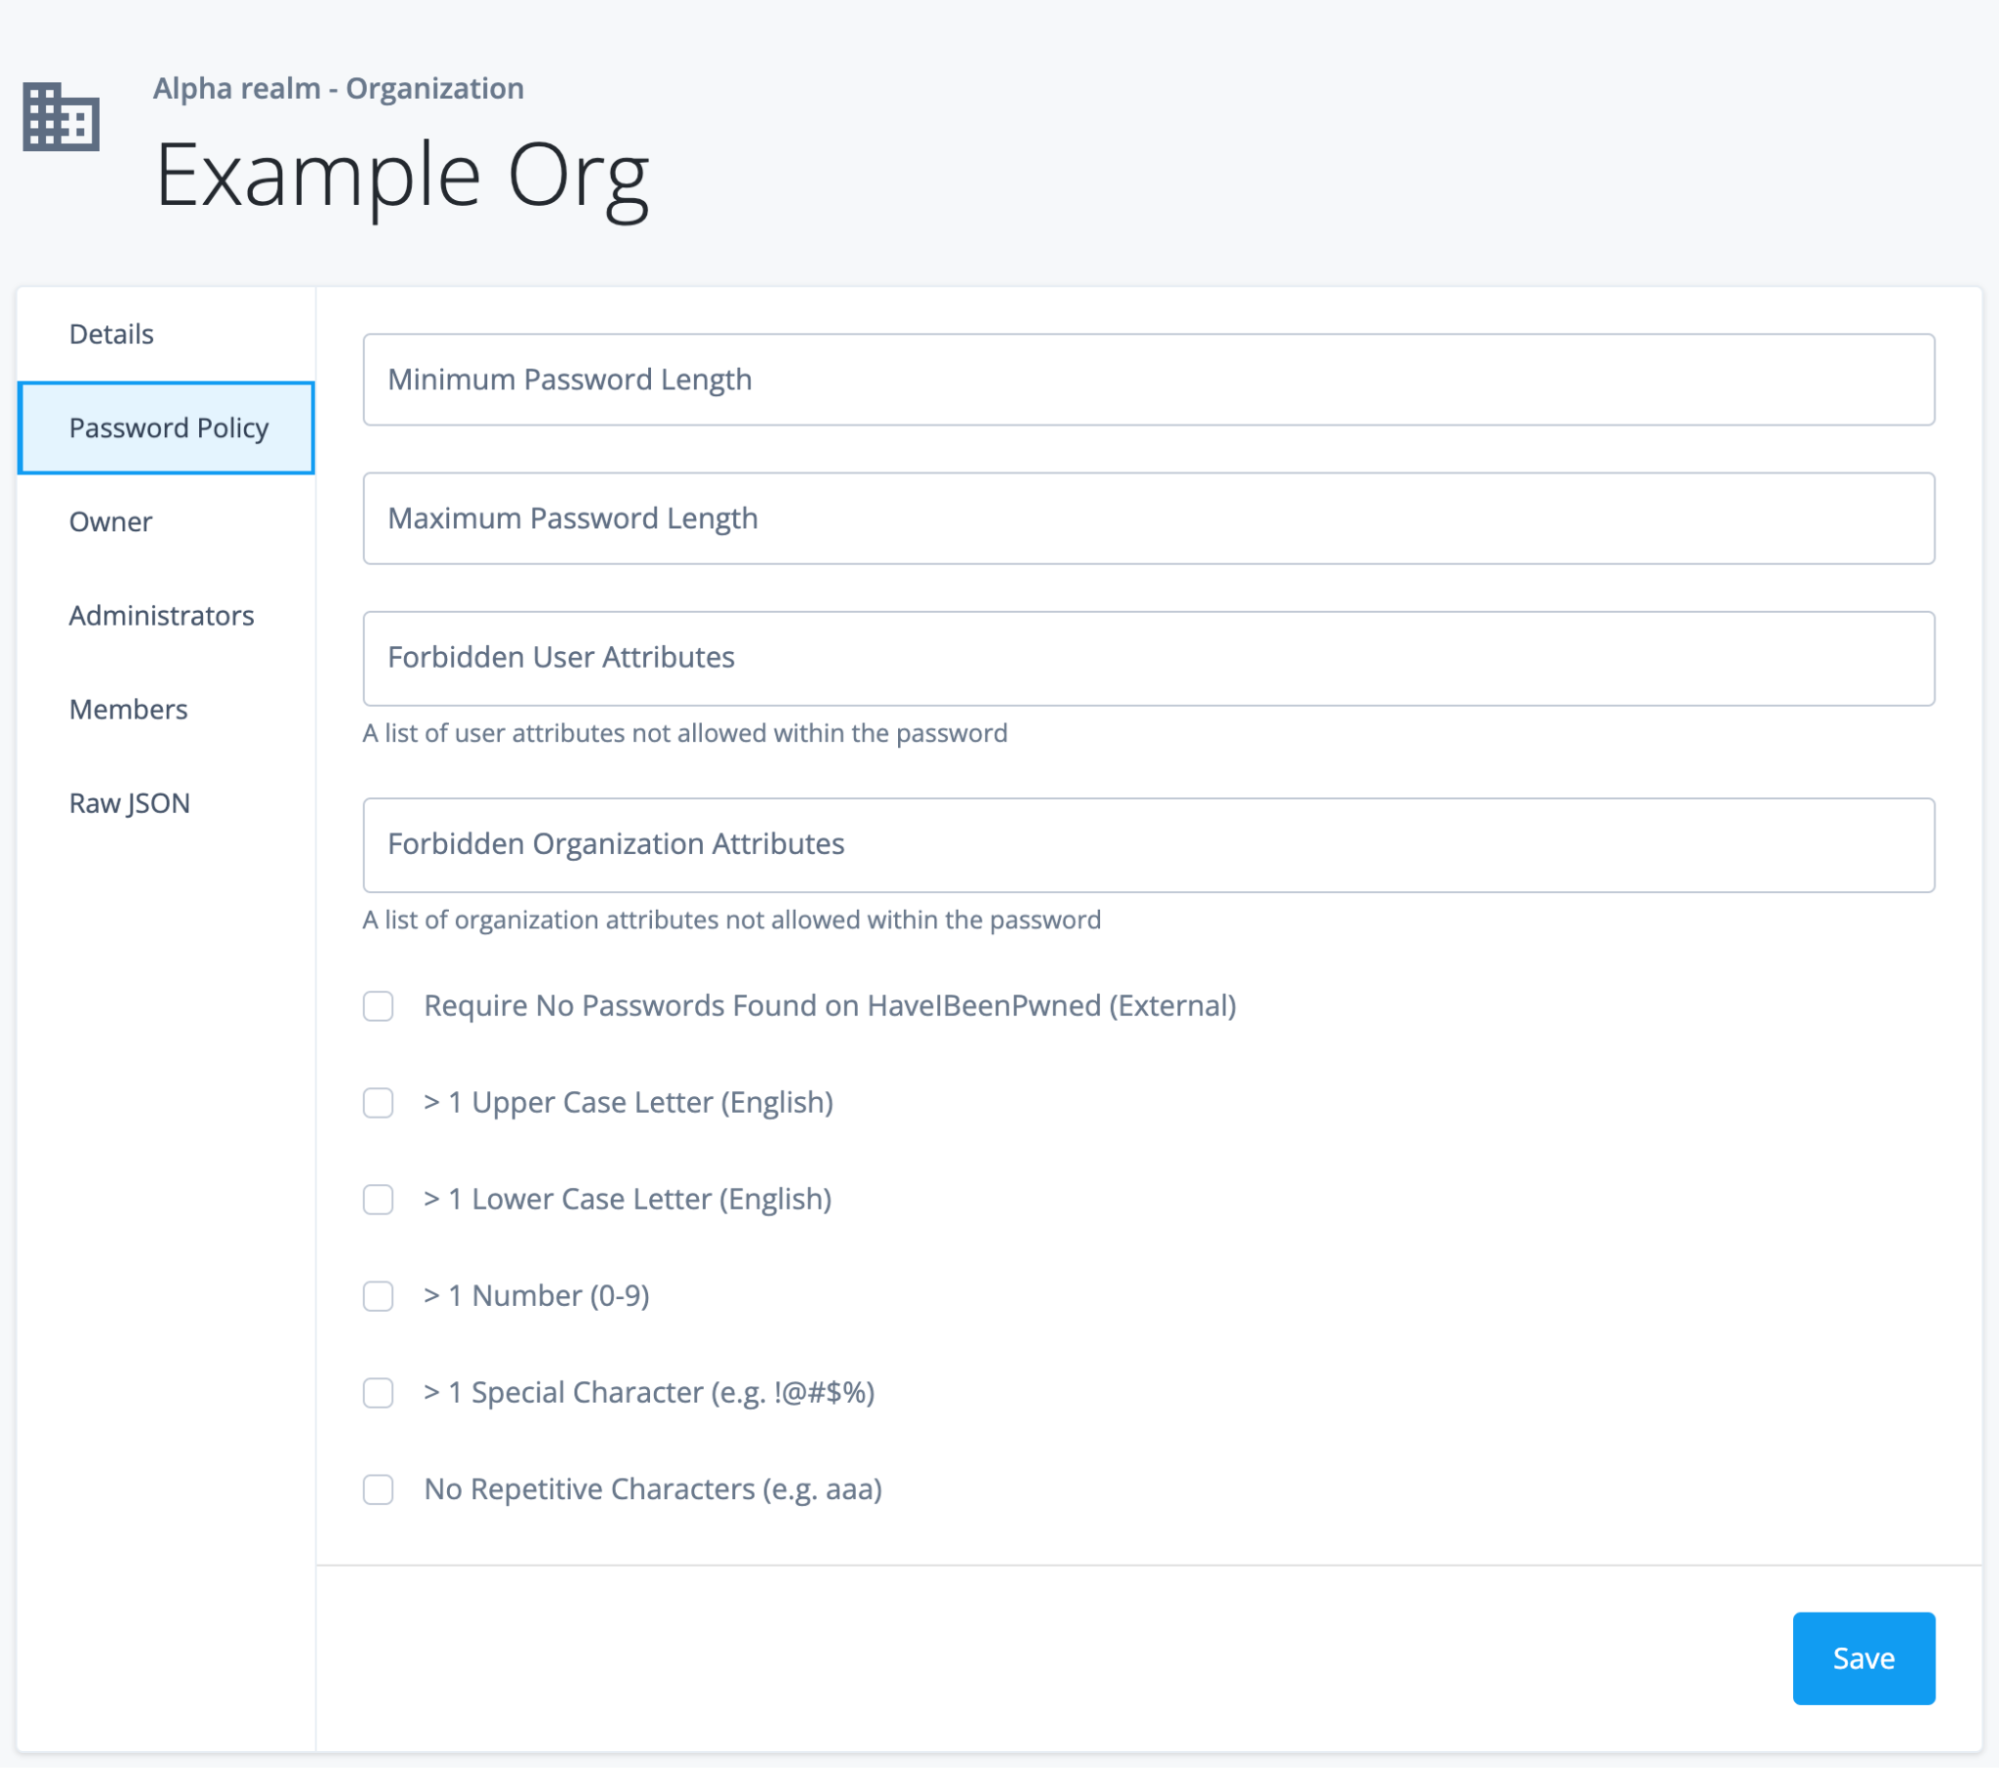 Alpha realm - Organization
Example Org
Details
Password Policy
Owner
Administrators
Members
Raw JSON
Minimum Password Length
Maximum Password Length
Forbidden User Attributes
A list of user attributes not allowed within the password
Forbidden Organization Attributes
A list of organization attributes not allowed within the password
Require No Passwords Found on HaveIBeenPwned (External)
> 1 Upper Case Letter (English)
> 1 Lower Case Letter (English)
> 1 Number (0-9)
> 1 Special Character (e.g. !@#$%)
No Repetitive Characters (e.g. aaa)
Save